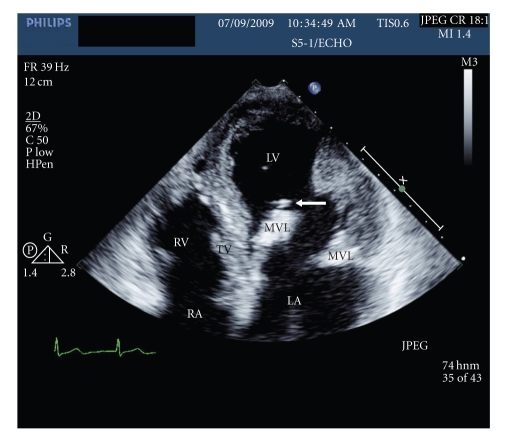 PHILIPS
07/09/2009 10:34:49 AM TIS0.6 JPEG CR 18:1
MI 1.4
S5-1/ECHO
FR 39 Hz
12 cm
M3
2D
67%
C 50
P low
HPen
P
G
P R
1.4 2.8
X
LV
MVL
RV
TV
MVL
RA
LA
JPEG
74 hnm
35 of 43